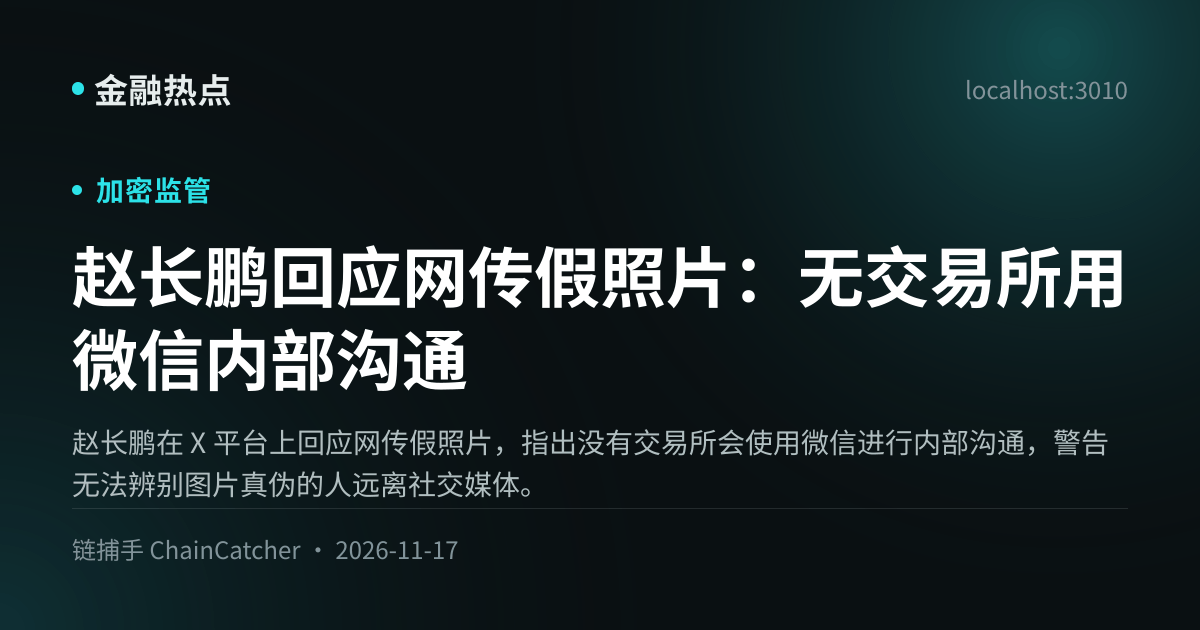 金融热点
localhost:3010
加密监管
赵长鹏回应网传假照片：无交易所用
微信内部沟通
赵长鹏在 X 平台上回应网传假照片，指出没有交易所会使用微信进行内部沟通，警告
无法辨别图片真伪的人远离社交媒体。
链捕手 ChainCatcher • 2026-11-17